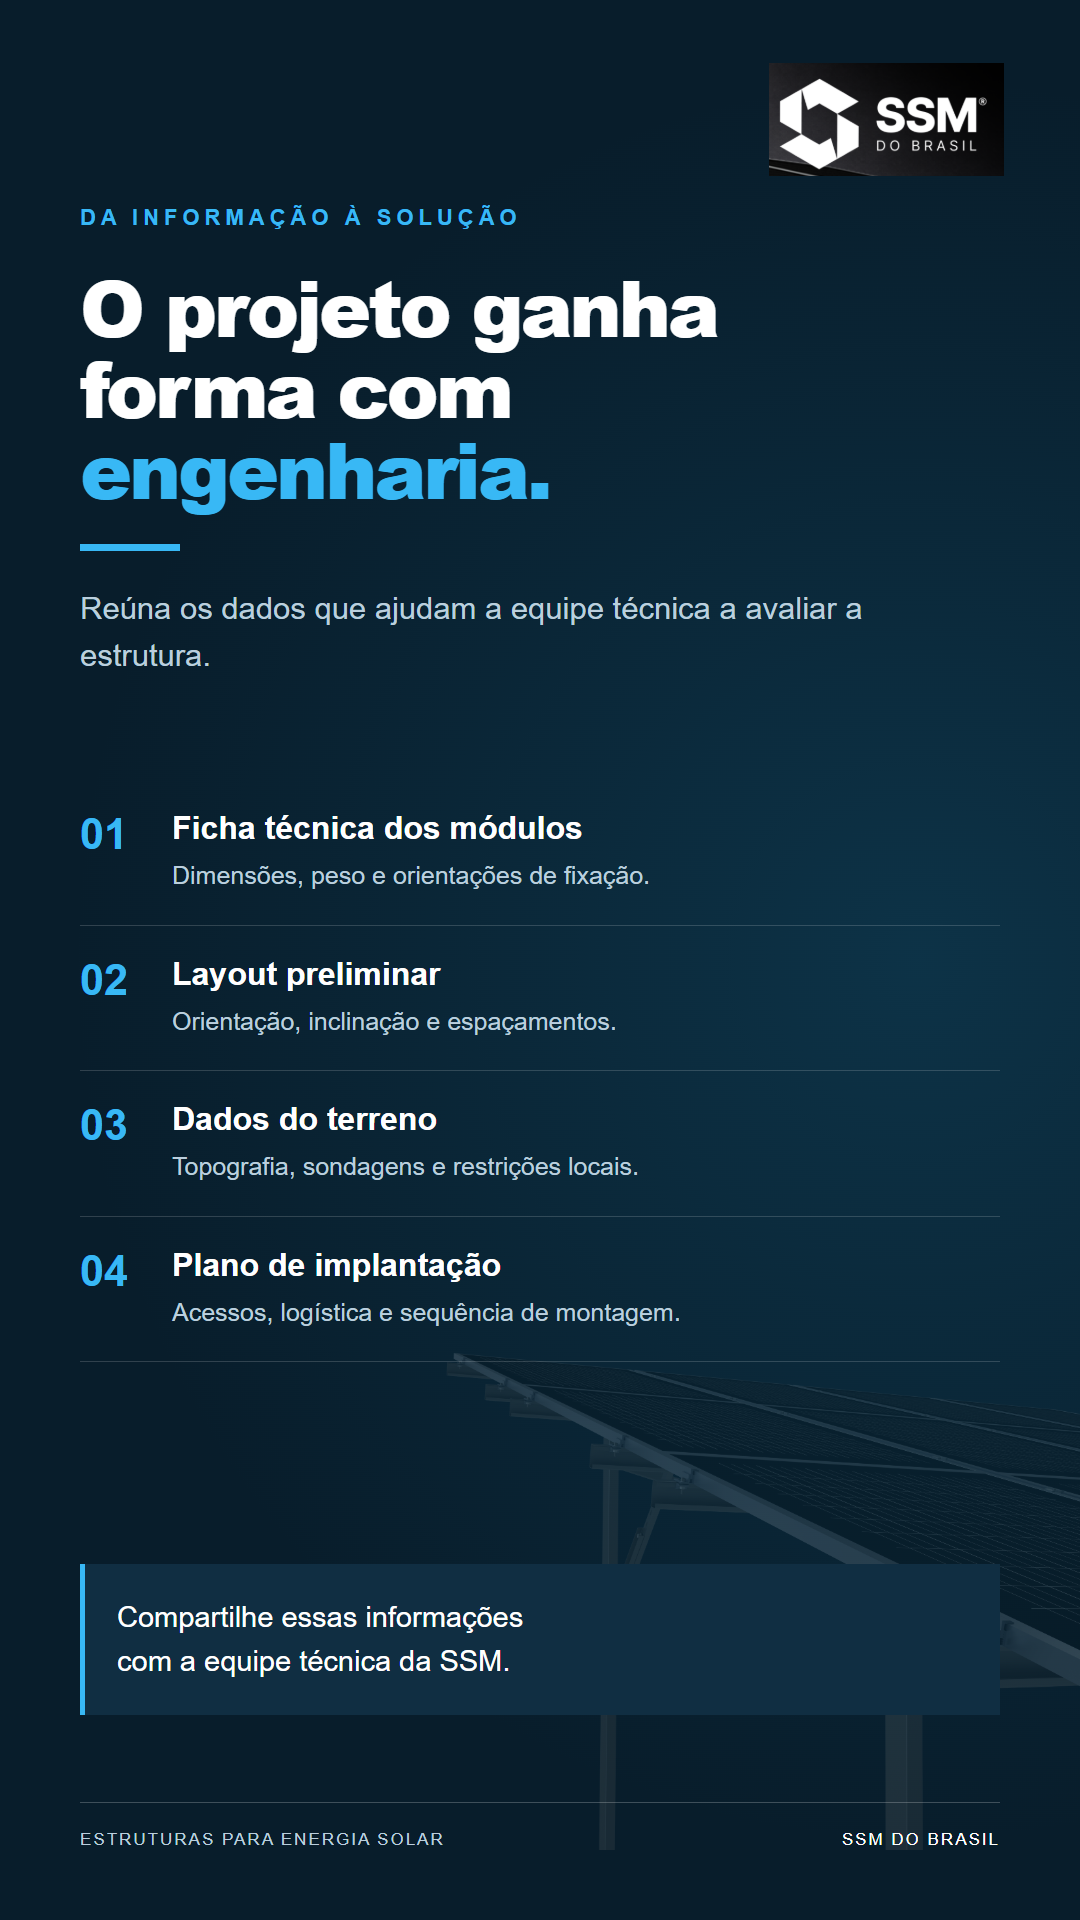 SSM®
DO BRASIL
DA INFORMAÇÃO À SOLUÇÃO
O projeto ganha
forma com
engenharia.
Reúna os dados que ajudam a equipe técnica a avaliar a
estrutura.
01 Ficha técnica dos módulos
Dimensões, peso e orientações de fixação.
02 Layout preliminar
Orientação, inclinação e espaçamentos.
03 Dados do terreno
Topografia, sondagens e restrições locais.
04 Plano de implantação
Acessos, logística e sequência de montagem.
Compartilhe essas informações
com a equipe técnica da SSM.
ESTRUTURAS PARA ENERGIA SOLAR
SSM DO BRASIL